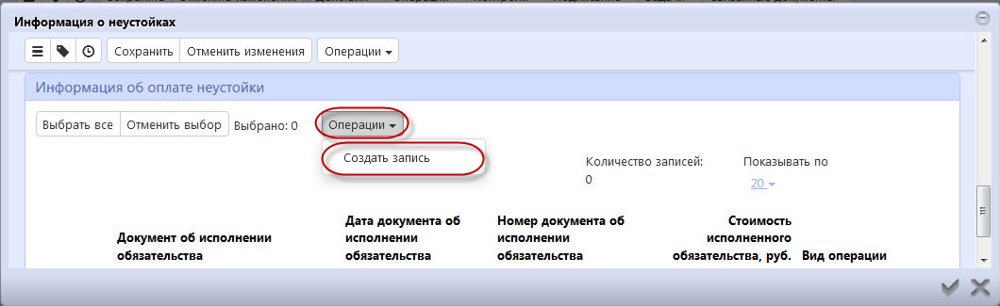 Информация о неустойках
Сохранить Отменить изменения Операции
Информация об оплате неустойки
Выбрать все Отменить выбор Выбрано: 0 Операции
Создать запись
Количество записей: Показывать по
0 20
Дата документа об Номер документа об Стоимость
Документ об исполнении исполнении исполнении исполненного
обязательства обязательства обязательства обязательства, руб. Вид операции